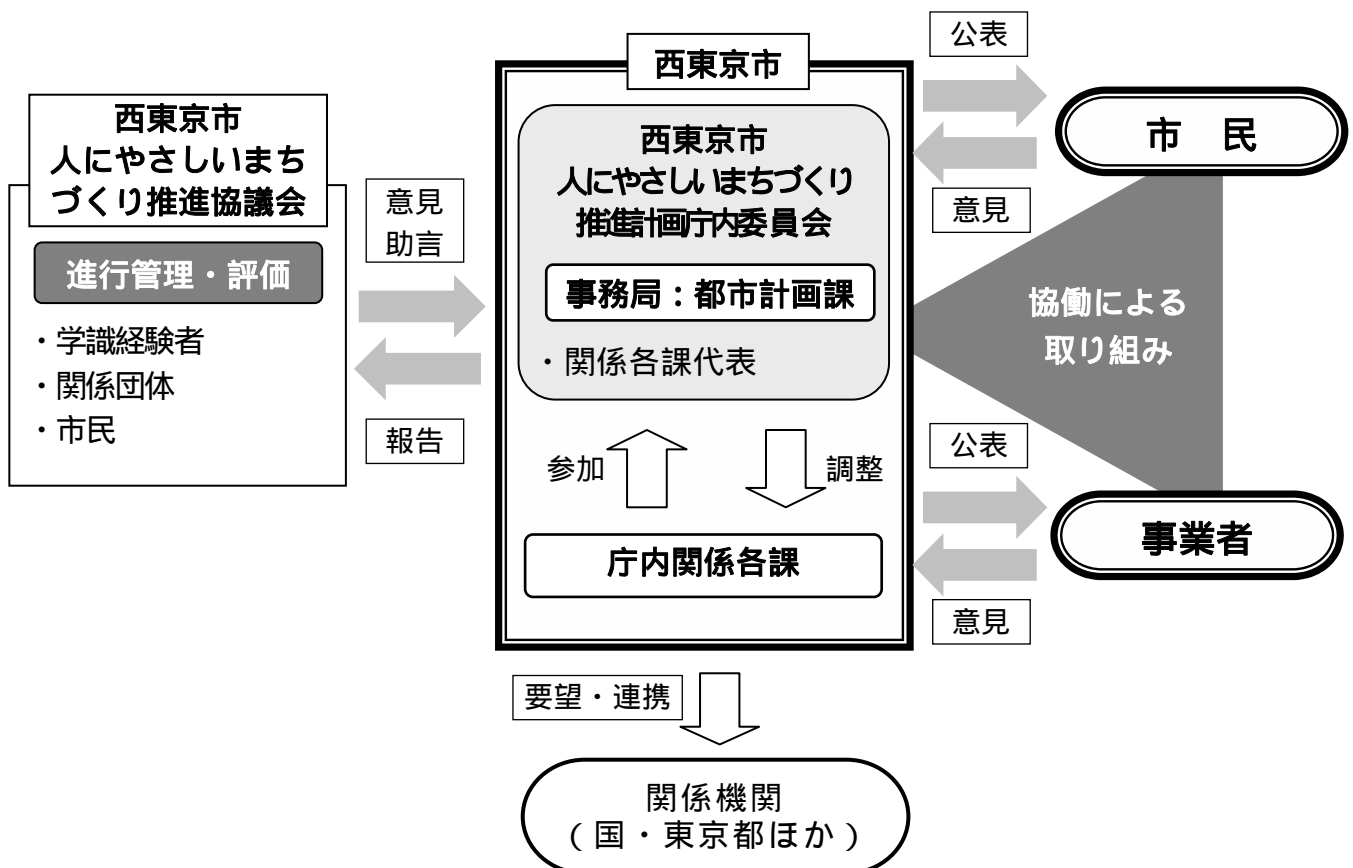 西東京市
人にやさしいまち
づくり推進協議会
進行管理・評価
・学識経験者
・関係団体
・市民
意見
助言
報告
西東京市
西東京市
人にやさしいまちづくり
推進計画庁内委員会
事務局:都市計画課
・関係各課代表
参加
調整
庁内関係各課
公表
意見
市 民
協働による
取り組み
公表
意見
事業者
要望・連携
関係機関
(国・東京都ほか)